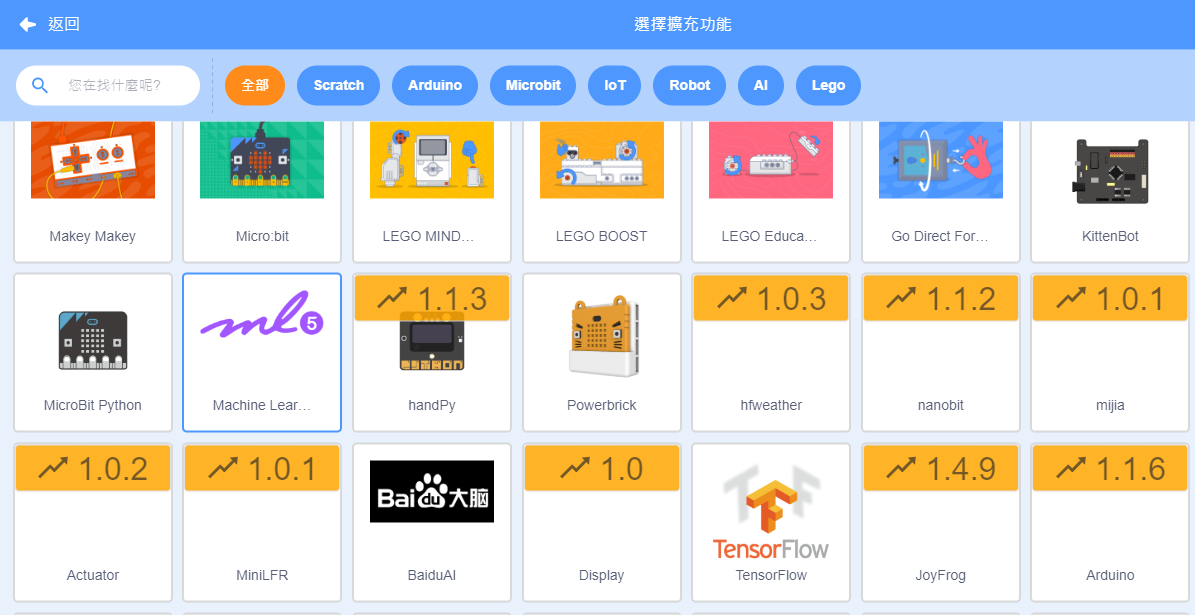 返回
選擇擴充功能
您在找什麼呢?
全部
Scratch
Arduino
Microbit
IoT
Robot
AI
Lego
Makey Makey
Micro:bit
LEGO MIND…
LEGO BOOST
LEGO Educa…
Go Direct For…
KittenBot
ml5
1.1.3
1.0.3
1.1.2
1.0.1
MicroBit Python
Machine Lear…
handPy
Powerbrick
hfweather
nanobit
mijia
1.0.2
1.0.1
Bai du 大脑
1.0
TensorFlow
1.4.9
1.1.6
Actuator
MiniLFR
BaiduAI
Display
TensorFlow
JoyFrog
Arduino